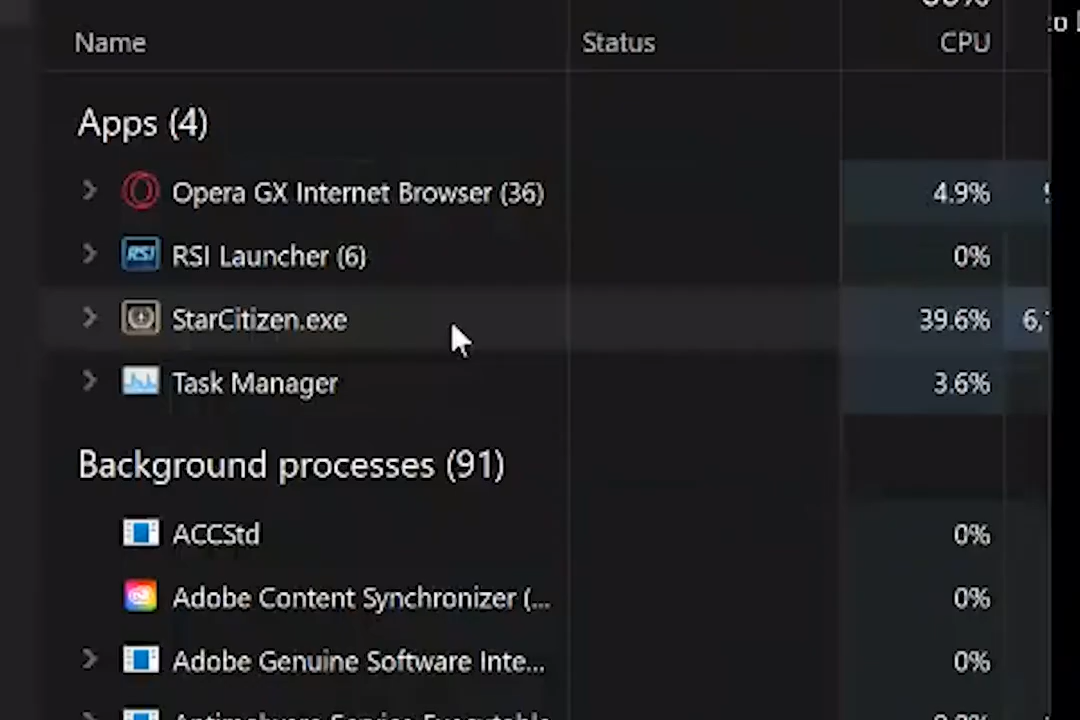 Name Status CPU
Apps (4)
Opera GX Internet Browser (36) 4.9%
RSI
RSI Launcher (6) 0%
StarCitizen.exe 39.6% 6,
Task Manager 3.6%
Background processes (91)
ACCStd 0%
Adobe Content Synchronizer (... 0%
Adobe Genuine Software Inte... 0%